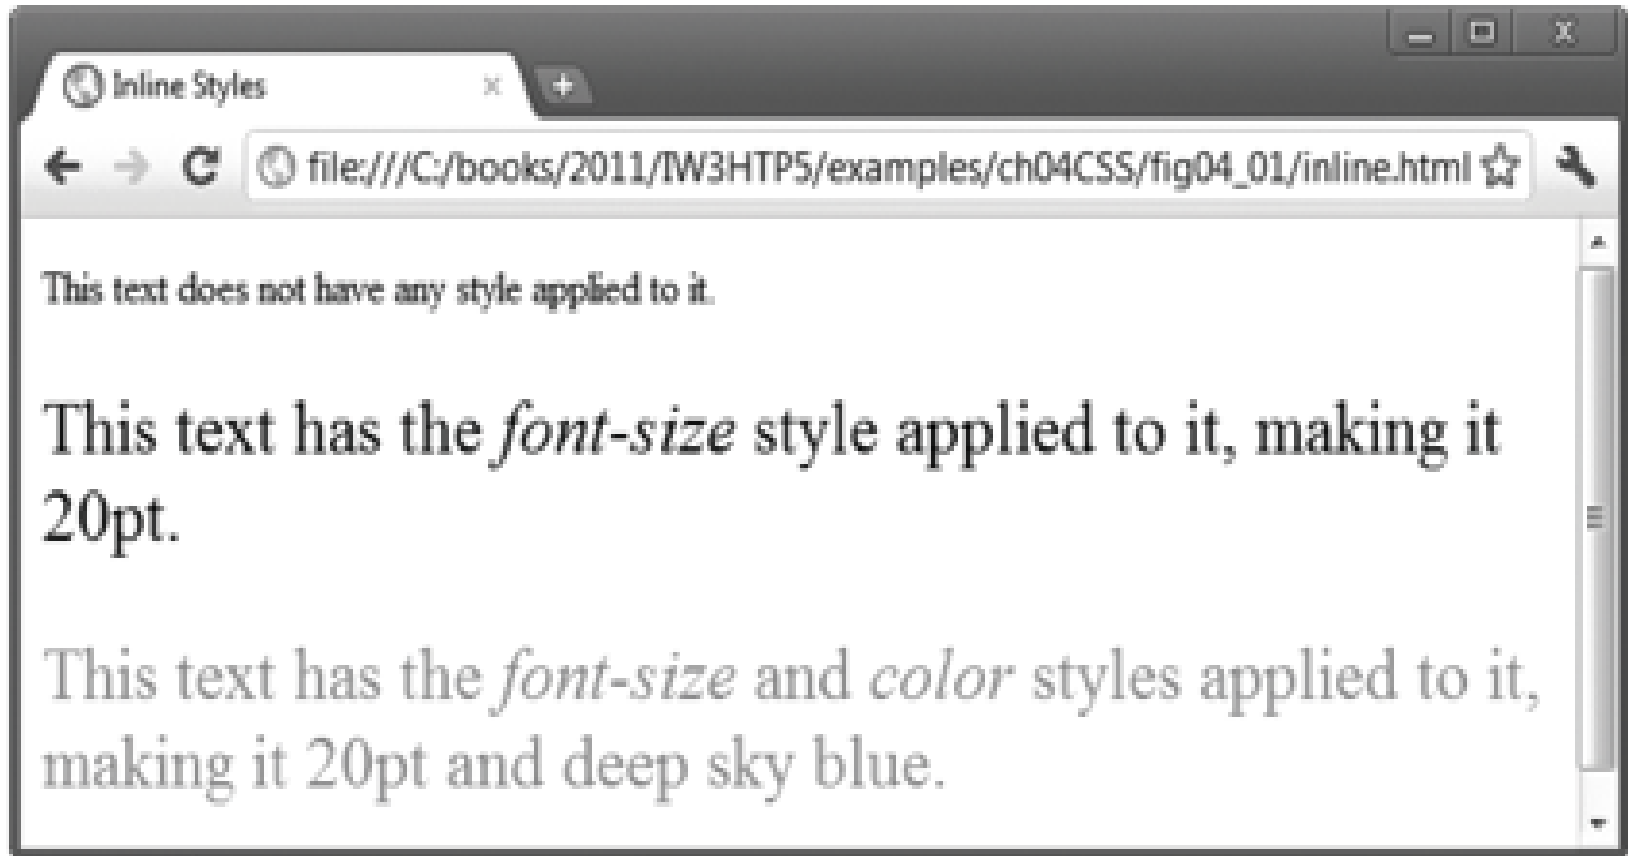 Inline Styles
file:///C:/books/2011/IW3HTP5/examples/ch04CSS/fig04_01/inline.html
This text does not have any style applied to it.
This text has the font-size style applied to it, making it
20pt.
This text has the font-size and color styles applied to it,
making it 20pt and deep sky blue.